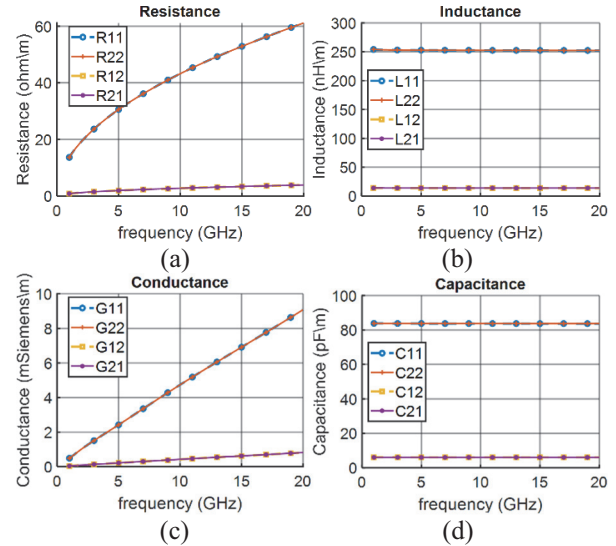 Resistance
60
40
20
0
0 5 10 15 20
Resistance (ohm\m)
R11
R22
R12
R21
frequency (GHz)
(a)
Inductance
300
250
200
150
100
50
0
0 5 10 15 20
Inductance (nH\m)
L11
L22
L12
L21
frequency (GHz)
(b)
Conductance
10
8
6
4
2
0
0 5 10 15 20
Conductance (mSiemens\m)
G11
G22
G12
G21
frequency (GHz)
(c)
Capacitance
100
80
60
40
20
0
0 5 10 15 20
Capacitance (pF\m)
C11
C22
C12
C21
frequency (GHz)
(d)